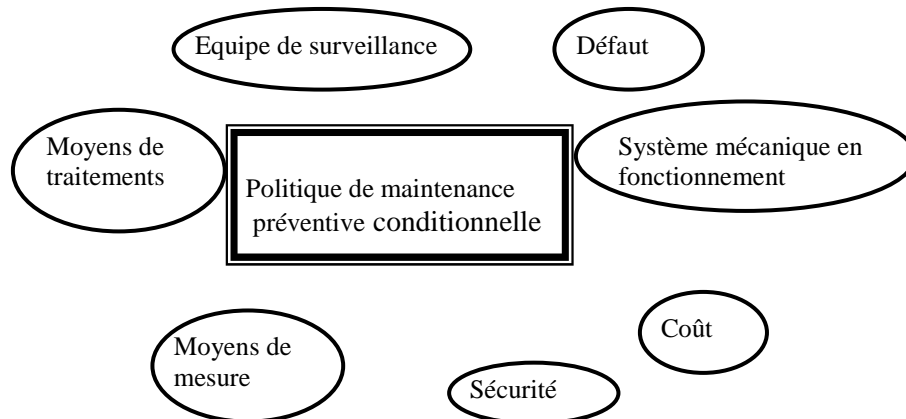 Equipe de surveillance
Défaut
Moyens de
traitements
Système mécanique en
fonctionnement
Politique de maintenance
préventive conditionnelle
Coût
Moyens de
mesure
Sécurité